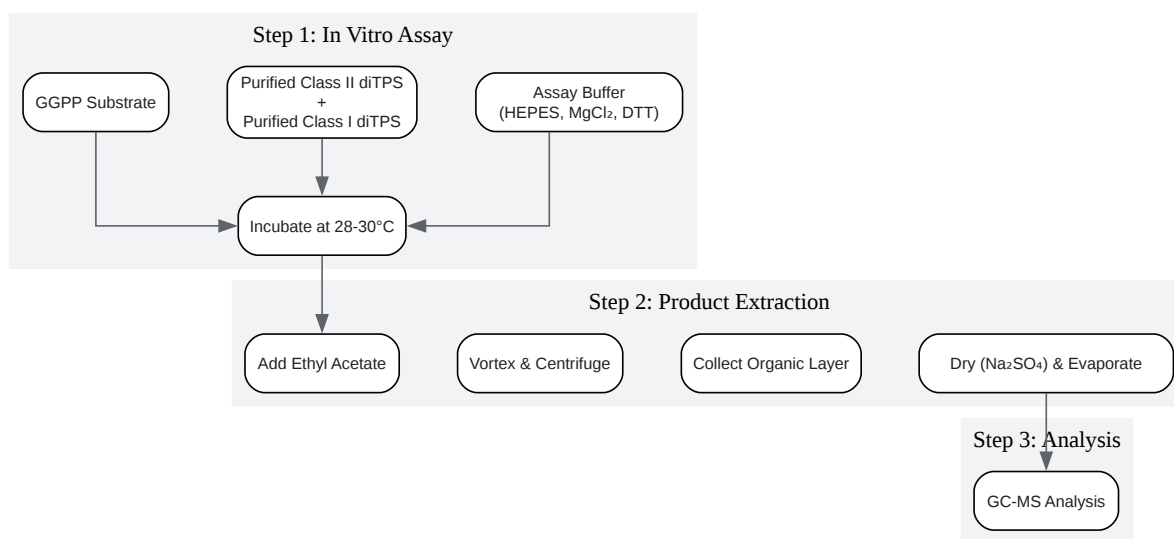 Step 1: In Vitro Assay
GGPP Substrate
Purified Class II diTPS
+
Purified Class I diTPS
Assay Buffer
(HEPES, MgCl₂, DTT)
Incubate at 28-30°C
Step 2: Product Extraction
Add Ethyl Acetate
Vortex & Centrifuge
Collect Organic Layer
Dry (Na₂SO₄) & Evaporate
Step 3: Analysis
GC-MS Analysis